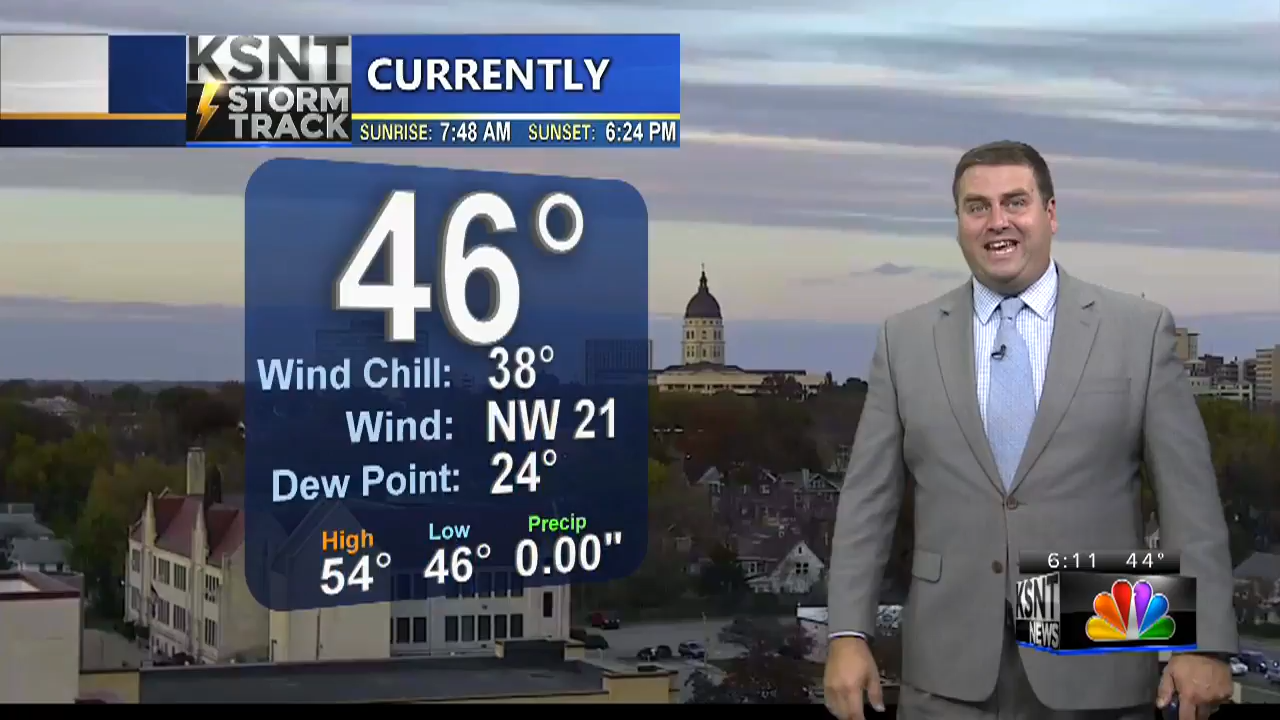 KSNT
STORM
TRACK
CURRENTLY
SUNRISE: 7:48 AM SUNSET: 6:24 PM
46°
Wind Chill: 38°
Wind: NW 21
Dew Point: 24°
High Low Precip
54° 46° 0.00"
6:11 44°
KSNT
NEWS